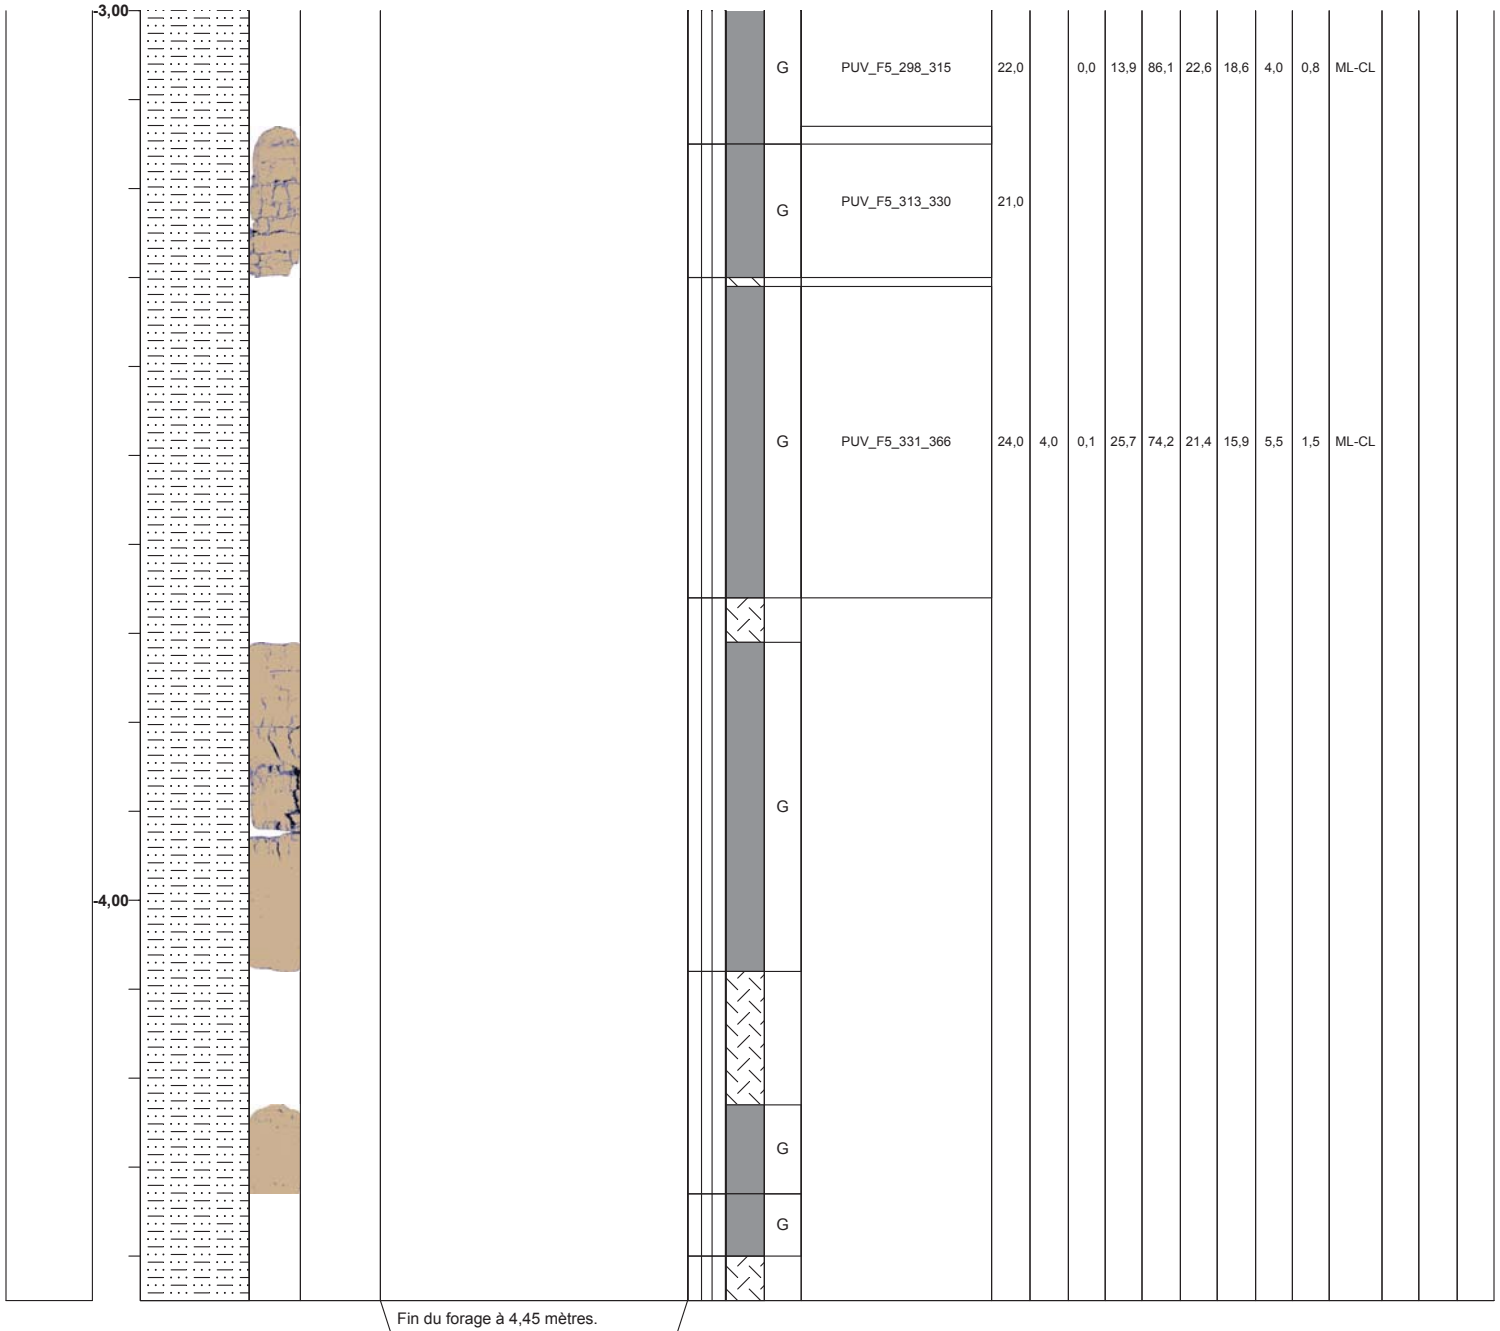 -3,00
G PUV_F5_298_315 22,0 0,0 13,9 86,1 22,6 18,6 4,0 0,8 ML-CL
G PUV_F5_313_330 21,0
G PUV_F5_331_366 24,0 4,0 0,1 25,7 74,2 21,4 15,9 5,5 1,5 ML-CL
G
-4,00
G
G
Fin du forage à 4,45 mètres.